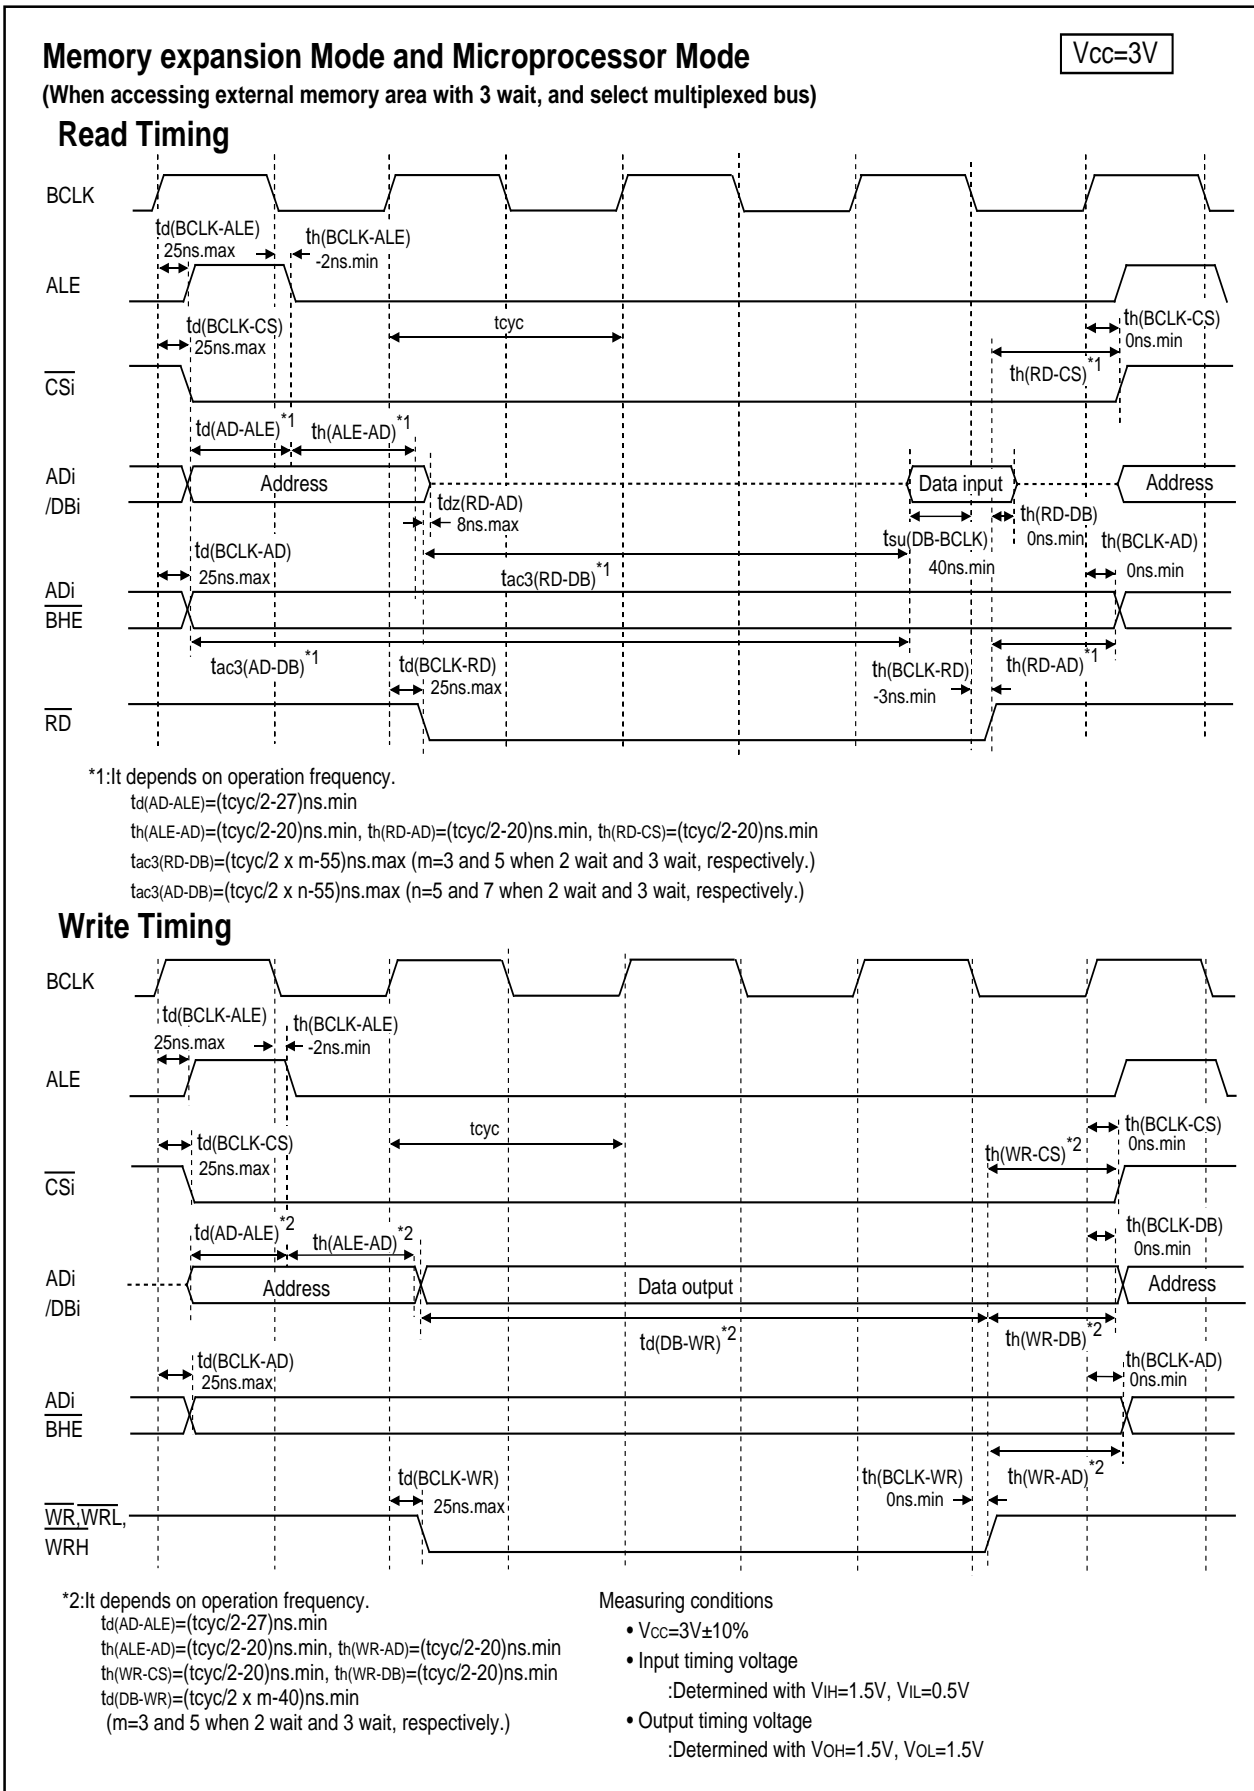 Memory expansion Mode and Microprocessor Mode
Vcc=3V
(When accessing external memory area with 3 wait, and select multiplexed bus)
Read Timing
BCLK
td(BCLK-ALE)
25ns.max
th(BCLK-ALE)
-2ns.min
ALE
td(BCLK-CS)
25ns.max
tcyc
th(BCLK-CS)
0ns.min
th(RD-CS)*1
CSi
td(AD-ALE)*1
th(ALE-AD)*1
ADi
/DBi
Address
Data input
Address
tdz(RD-AD)
8ns.max
th(RD-DB)
0ns.min
tsu(DB-BCLK)
40ns.min
td(BCLK-AD)
25ns.max
tac3(RD-DB)*1
th(BCLK-AD)
0ns.min
ADi
BHE
tac3(AD-DB)*1
td(BCLK-RD)
25ns.max
th(BCLK-RD)
-3ns.min
th(RD-AD)*1
RD
*1:It depends on operation frequency.
td(AD-ALE)=(tcyc/2-27)ns.min
th(ALE-AD)=(tcyc/2-20)ns.min, th(RD-AD)=(tcyc/2-20)ns.min, th(RD-CS)=(tcyc/2-20)ns.min
tac3(RD-DB)=(tcyc/2 x m-55)ns.max (m=3 and 5 when 2 wait and 3 wait, respectively.)
tac3(AD-DB)=(tcyc/2 x n-55)ns.max (n=5 and 7 when 2 wait and 3 wait, respectively.)
Write Timing
BCLK
td(BCLK-ALE)
25ns.max
th(BCLK-ALE)
-2ns.min
ALE
td(BCLK-CS)
25ns.max
tcyc
th(BCLK-CS)
0ns.min
th(WR-CS)*2
CSi
td(AD-ALE)*2
th(ALE-AD)*2
th(BCLK-DB)
0ns.min
ADi
/DBi
Address
Data output
Address
td(DB-WR)*2
th(WR-DB)*2
td(BCLK-AD)
25ns.max
th(BCLK-AD)
0ns.min
ADi
BHE
td(BCLK-WR)
25ns.max
th(BCLK-WR)
0ns.min
th(WR-AD)*2
WR,WRL,
WRH
*2:It depends on operation frequency.
td(AD-ALE)=(tcyc/2-27)ns.min
th(ALE-AD)=(tcyc/2-20)ns.min, th(WR-AD)=(tcyc/2-20)ns.min
th(WR-CS)=(tcyc/2-20)ns.min, th(WR-DB)=(tcyc/2-20)ns.min
td(DB-WR)=(tcyc/2 x m-40)ns.min
(m=3 and 5 when 2 wait and 3 wait, respectively.)
Measuring conditions
• VCC=3V±10%
• Input timing voltage
:Determined with VIH=1.5V, VIL=0.5V
• Output timing voltage
:Determined with VOH=1.5V, VOL=1.5V